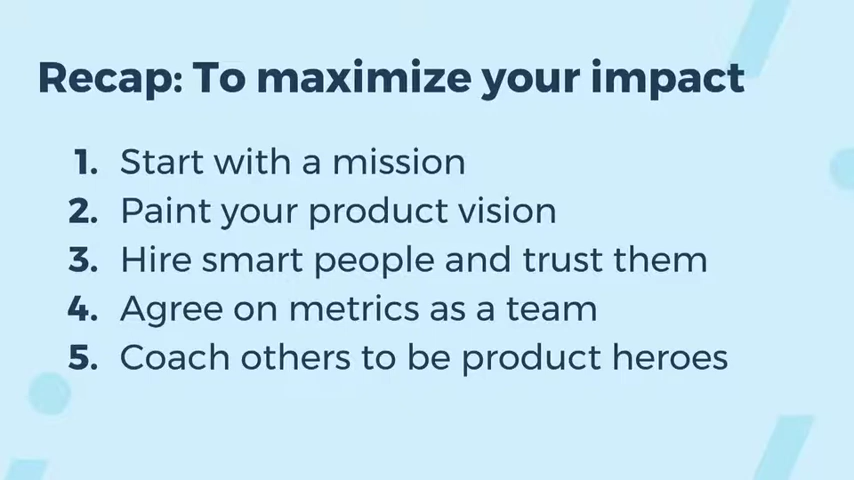 Recap: To maximize your impact
1. Start with a mission
2. Paint your product vision
3. Hire smart people and trust them
4. Agree on metrics as a team
5. Coach others to be product heroes